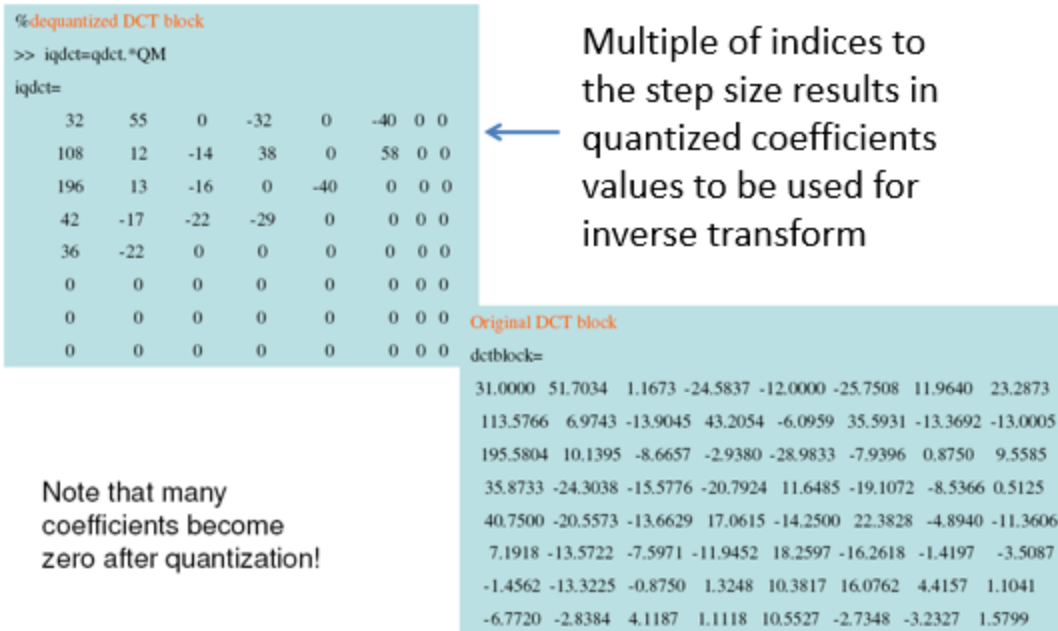 %dequantized DCT block
>> iqdct=qdct.*QM
iqdct=
32 55 0 -32 0 -40 0 0
108 12 -14 38 0 58 0 0
196 13 -16 0 -40 0 0 0
42 -17 -22 -29 0 0 0 0
36 -22 0 0 0 0 0 0
0 0 0 0 0 0 0 0
0 0 0 0 0 0 0 0
0 0 0 0 0 0 0 0
Multiple of indices to
the step size results in
quantized coefficients
values to be used for
inverse transform
Original DCT block
dctblock=
31.0000 51.7034 1.1673 -24.5837 -12.0000 -25.7508 11.9640 23.2873
113.5766 6.9743 -13.9045 43.2054 -6.0959 35.5931 -13.3692 -13.0005
195.5804 10.1395 -8.6657 -2.9380 -28.9833 -7.9396 0.8750 9.5585
35.8733 -24.3038 -15.5776 -20.7924 11.6485 -19.1072 -8.5366 0.5125
40.7500 -20.5573 -13.6629 17.0615 -14.2500 22.3828 -4.8940 -11.3606
7.1918 -13.5722 -7.5971 -11.9452 18.2597 -16.2618 -1.4197 -3.5087
-1.4562 -13.3225 -0.8750 1.3248 10.3817 16.0762 4.4157 1.1041
-6.7720 -2.8384 4.1187 1.1118 10.5527 -2.7348 -3.2327 1.5799
Note that many
coefficients become
zero after quantization!